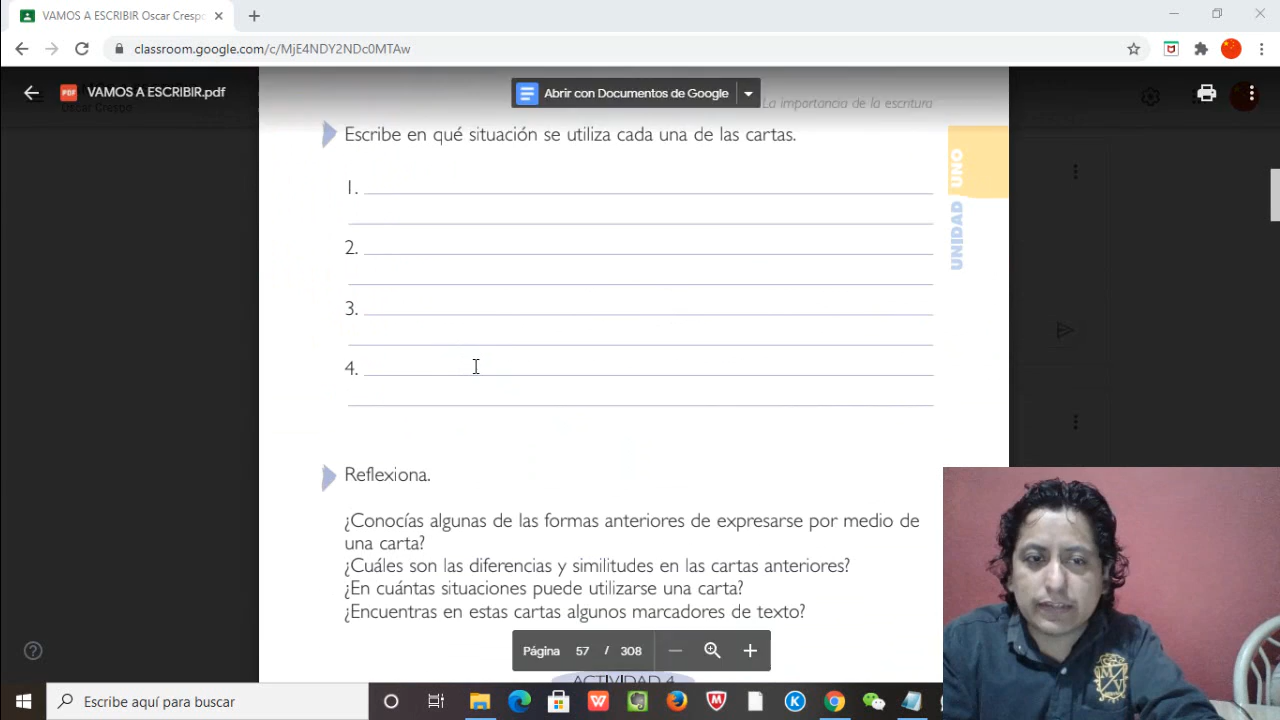 VAMOS A ESCRIBIR Oscar Crespo
classroom.google.com/c/MjE4NDY2NDc0MTAw
VAMOS A ESCRIBIR.pdf
Abrir con Documentos de Google
Oscar Crespo
La importancia de la escritura
Escribe en qué situación se utiliza cada una de las cartas.
1.
2.
3.
4.
UNIDAD UNO
Reflexiona.
¿Conocías algunas de las formas anteriores de expresarse por medio de
una carta?
¿Cuáles son las diferencias y similitudes en las cartas anteriores?
¿En cuántas situaciones puede utilizarse una carta?
¿Encuentras en estas cartas algunos marcadores de texto?
Página 57 / 308
ACTIVIDAD 4
Escribe aquí para buscar